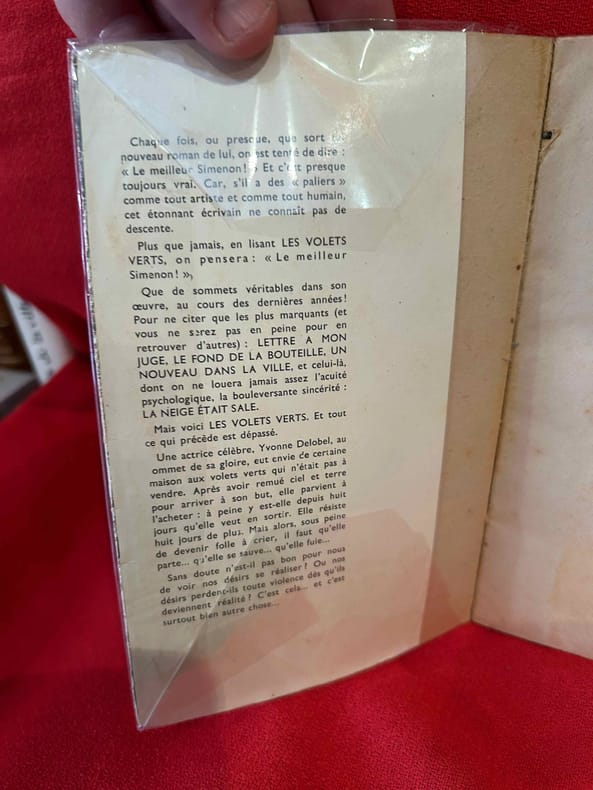 Chaque fois, ou presque, que sort
nouveau roman de lui, on est tenté de dire :
« Le meilleur Simenon ! » Et c'est presque
toujours vrai. Car, s'il a des « paliers »
comme tout artiste et comme tout humain,
cet étonnant écrivain ne connaît pas de
descente.
Plus que jamais, en lisant LES VOLETS
VERTS, on pensera : « Le meilleur
Simenon ! »,
Que de sommets véritables dans son
œuvre, au cours des dernières années !
Pour ne citer que les plus marquants (et
vous ne serez pas en peine pour en
retrouver d'autres) : LETTRE A MON
JUGE, LE FOND DE LA BOUTEILLE, UN
NOUVEAU DANS LA VILLE, et celui-là,
dont on ne louera jamais assez l'acuité
psychologique, la bouleversante sincérité :
LA NEIGE ÉTAIT SALE.
Mais voici LES VOLETS VERTS. Et tout
ce qui précède est dépassé.
Une actrice célèbre, Yvonne Delobel, au
ommet de sa gloire, eut envie de certaine
maison aux volets verts qui n'était pas à
vendre. Après avoir remué ciel et terre
pour arriver à son but, elle parvient à
l'acheter : à peine y est-elle depuis huit
jours qu'elle veut en sortir. Elle résiste
huit jours de plus. Mais alors, sous peine
de devenir folle à crier, il faut qu'elle
parte... qu'elle se sauve... qu'elle fuie...
Sans doute n'est-il pas bon pour nous
de voir nos désirs se réaliser ? Ou nos
désirs perdent-ils toute violence dès qu'ils
deviennent réalité ? C'est cela... et c'est
surtout bien autre chose...